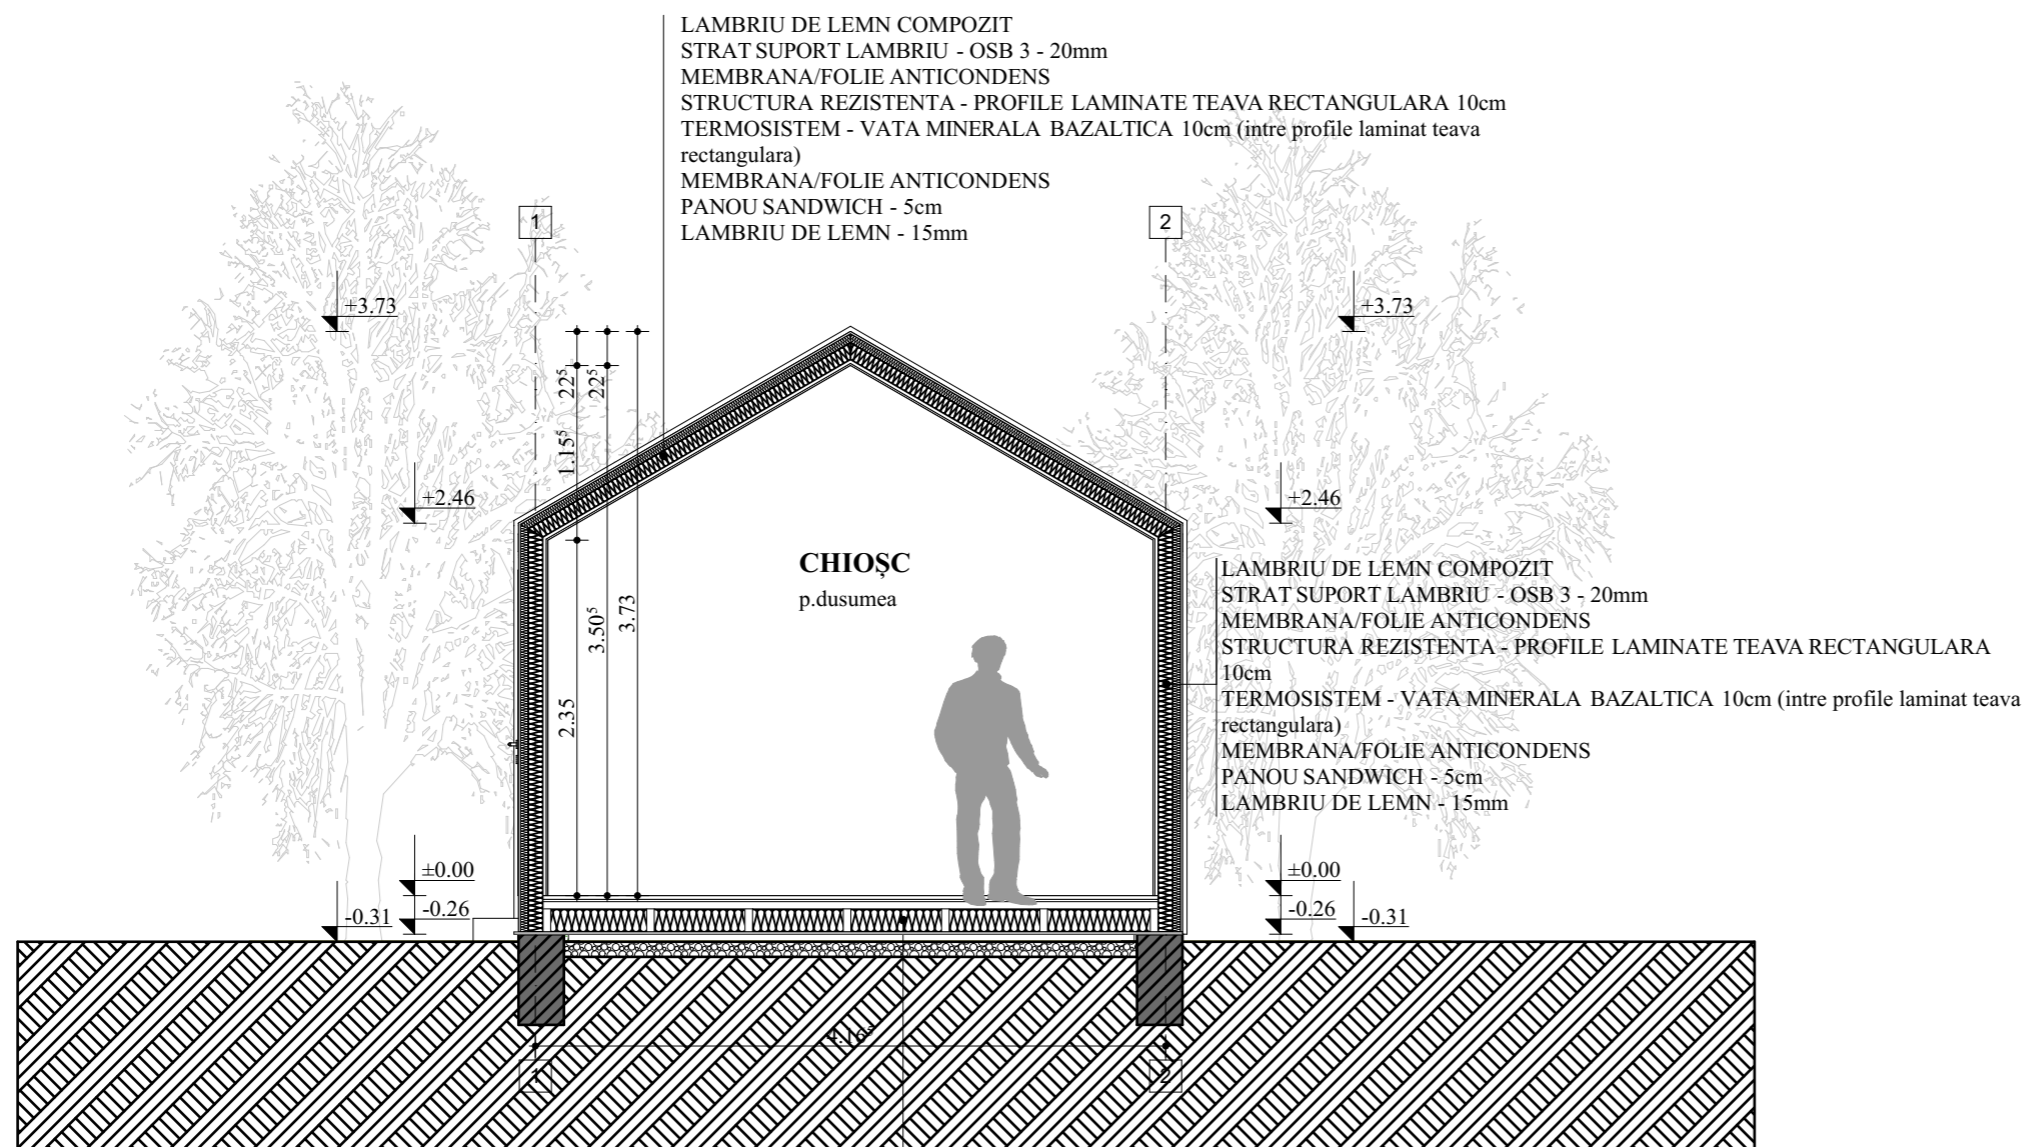 LAMBRIU DE LEMN COMPOZIT
STRAT SUPORT LAMBRIU - OSB 3 - 20mm
MEMBRANA/FOLIE ANTICONDENS
STRUCTURA REZISTENTA - PROFILE LAMINATE TEAVA RECTANGULARA 10cm
TERMOSISTEM - VATA MINERALA BAZALTICA 10cm (intre profile laminat teava
rectangulara)
MEMBRANA/FOLIE ANTICONDENS
PANOU SANDWICH - 5cm
LAMBRIU DE LEMN - 15mm
1
2
+3.73
+3.73
22⁵
22⁵
1.15⁵
+2.46
+2.46
CHIOȘC
p.dusumea
3.50⁵
3.73
2.35
LAMBRIU DE LEMN COMPOZIT
STRAT SUPORT LAMBRIU - OSB 3 - 20mm
MEMBRANA/FOLIE ANTICONDENS
STRUCTURA REZISTENTA - PROFILE LAMINATE TEAVA RECTANGULARA
10cm
TERMOSISTEM - VATA MINERALA BAZALTICA 10cm (intre profile laminat teava
rectangulara)
MEMBRANA/FOLIE ANTICONDENS
PANOU SANDWICH - 5cm
LAMBRIU DE LEMN - 15mm
±0.00
±0.00
-0.31
-0.26
-0.26
-0.31
4.16⁵
1
2